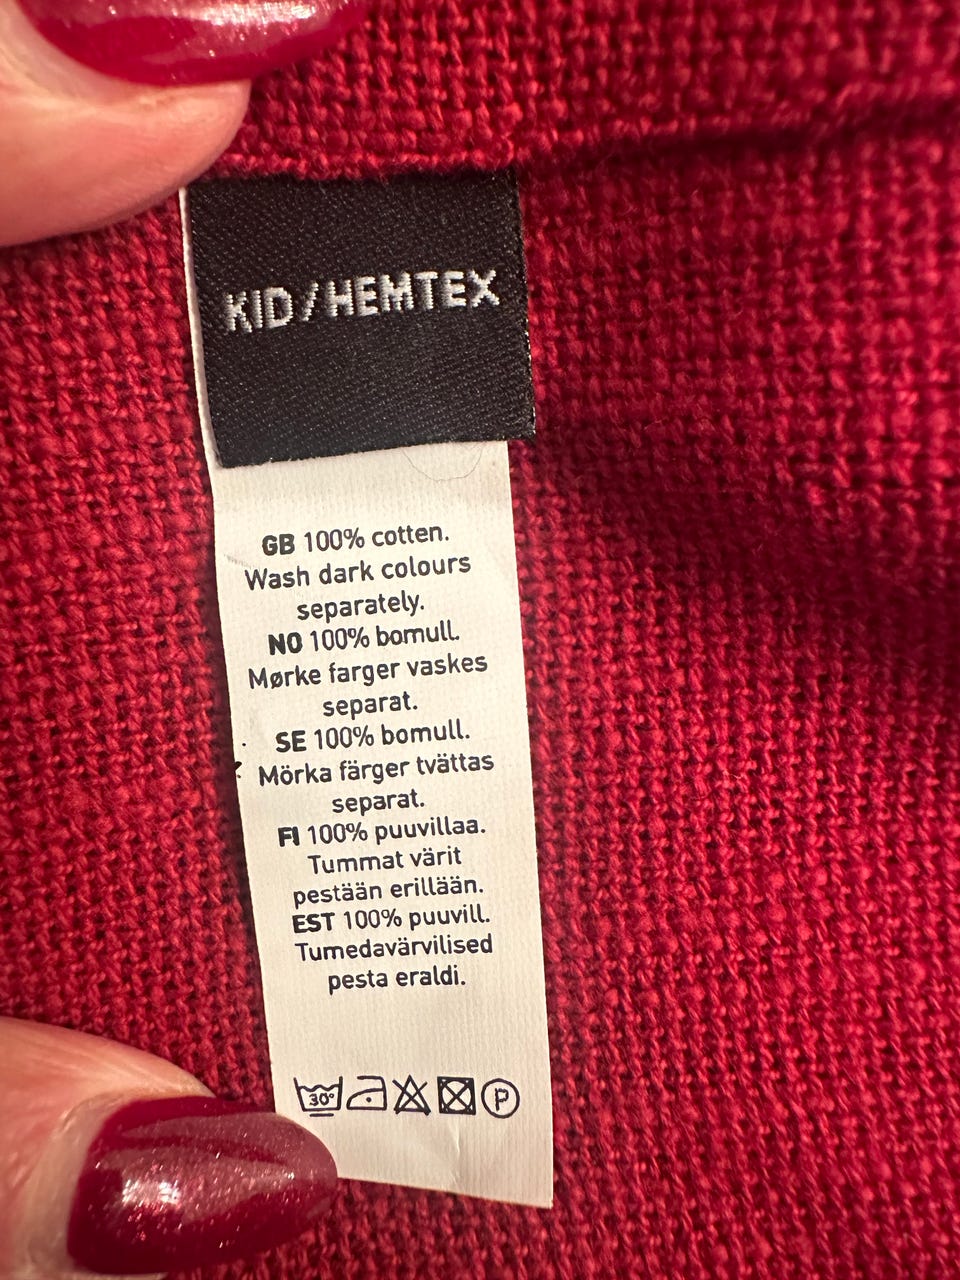 KID/HEMTEX
GB 100% cotten.
Wash dark colours
separately.
NO 100% bomull.
Mørke farger vaskes
separat.
SE 100% bomull.
Mörka färger tvättas
separat.
FI 100% puuvillaa.
Tummat värit
pestään erillään.
EST 100% puuvill.
Tumedavärvilised
pesta eraldi.
30° P